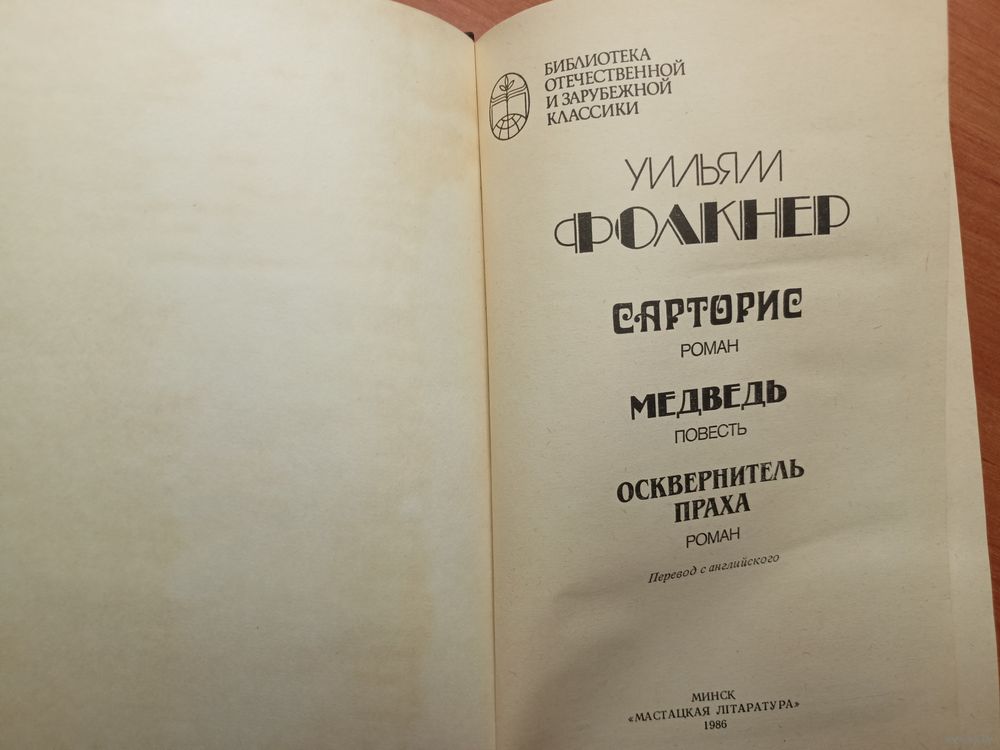 БИБЛИОТЕКА
ОТЕЧЕСТВЕННОЙ
И ЗАРУБЕЖНОЙ
КЛАССИКИ
УИЛЬЯМ
ФОЛКНЕР
САРТОРИС
РОМАН
МЕДВЕДЬ
ПОВЕСТЬ
ОСКВЕРНИТЕЛЬ
ПРАХА
РОМАН
Перевод с английского
МИНСК
«МАСТАЦКАЯ ЛІТАРАТУРА»
1986